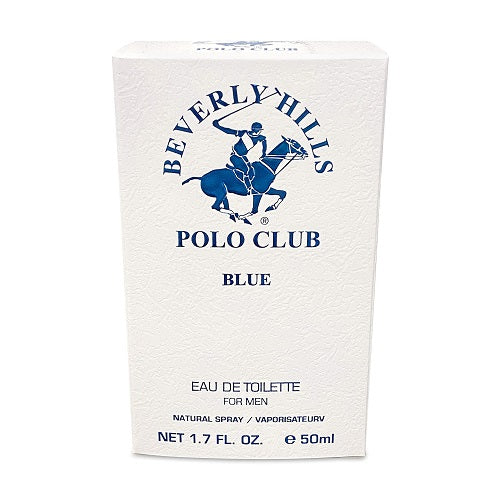 POLO CLUB
BEVERLY HILLS
®
POLO CLUB
BLUE
EAU DE TOILETTE
FOR MEN
NATURAL SPRAY / VAPORISATEURV
NET 1.7 FL. OZ. e 50ml